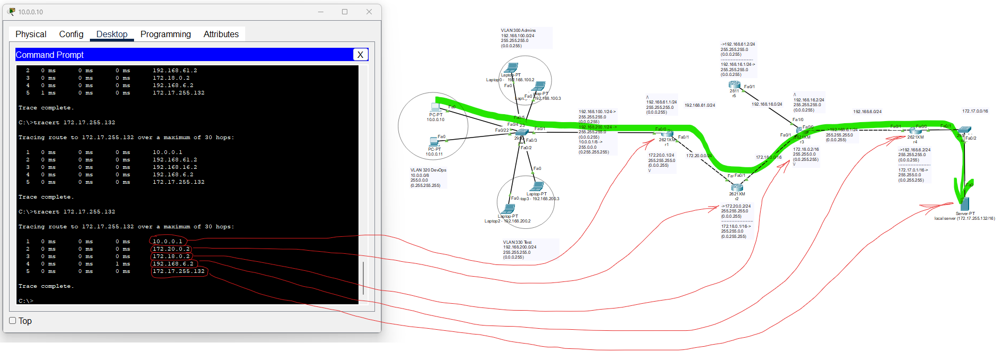 10.0.0.10
Physical Config Desktop Programming Attributes
Command Prompt X
2 0 ms 0 ms 0 ms 192.168.61.2
3 0 ms 0 ms 0 ms 172.18.0.2
4 0 ms 0 ms 0 ms 192.168.6.2
5 1 ms 0 ms 0 ms 172.17.255.132
Trace complete.
C:\>tracert 172.17.255.132
Tracing route to 172.17.255.132 over a maximum of 30 hops:
1 0 ms 0 ms 0 ms 10.0.0.1
2 0 ms 0 ms 0 ms 192.168.61.2
3 0 ms 0 ms 0 ms 192.168.16.2
4 0 ms 0 ms 0 ms 192.168.6.2
5 0 ms 0 ms 0 ms 172.17.255.132
Trace complete.
C:\>tracert 172.17.255.132
Tracing route to 172.17.255.132 over a maximum of 30 hops:
1 0 ms 0 ms 0 ms 10.0.0.1
2 0 ms 0 ms 0 ms 172.20.0.2
3 0 ms 0 ms 0 ms 172.18.0.2
4 0 ms 0 ms 1 ms 192.168.6.2
5 0 ms 0 ms 0 ms 172.17.255.132
Trace complete.
C:\>
Top
VLAN 300 Admins
192.168.100.0/24
255.255.255.0
(0.0.0.255)
Laptop-PT
Laptop0 - 192.168.100.2
Fa0
192.168.100.3
Fa0
PC-PT
10.0.0.10
Fa0
PC-PT
10.0.0.11
Fa0
VLAN 320 DevOps
10.0.0.0/8
255.0.0.0
(0.255.255.255)
Fa0/5
Fa0/4
Fa0/22
Fa0/1
Fa0/3
Fa0/2
Fa0
Laptop-PT
192.168.200.3
Fa0
Laptop-PT
Laptop2 - 192.168.200.2
VLAN 330 Test
192.168.200.0/24
255.255.255.0
(0.0.0.255)
192.168.100.1/24->
255.255.255.0
(0.0.0.255)
192.168.200.1/24->
255.255.255.0
(0.0.0.255)
10.0.0.1/8 ->
255.0.0.0
(0.255.255.255)
/\
192.168.61.1/24
255.255.255.0
(0.0.0.255)
192.168.61.0/24
Fa0/0
Fa0/1
2621XM
r1
172.20.0.1/24
255.255.255.0
(0.0.0.255)
\/
172.20.0.0/24
Fa0/1
2621XM
r2
->172.20.0.2/24
255.255.255.0
(0.0.0.255)
172.18.0.1/16->
255.255.0.0
(0.0.255.255)
172.18.0.0/16
->192.168.61.2/24
255.255.255.0
(0.0.0.255)
192.168.16.1/24->
255.255.255.0
(0.0.0.255)
Fa0/1
2811
r5
192.168.16.0/24
/\
192.168.16.2/24
255.255.255.0
(0.0.0.255)
Fa1/0
Fa0/0
Fa0/1
2621XM
r3
->192.168.6.1/24
255.255.255.0
(0.0.0.255)
172.18.0.2/16
255.255.0.0
(0.0.255.255)
\/
192.168.6.0/24
Fa0/1
Fa0/0
2621XM
r4
->192.168.6.2/24
255.255.255.0
(0.0.0.255)
172.17.0.1/16->
255.255.0.0
(0.0.255.255)
172.17.0.0/16
Fa0/1
Fa0/2
Fa0
Server-PT
local server (172.17.255.132/16)